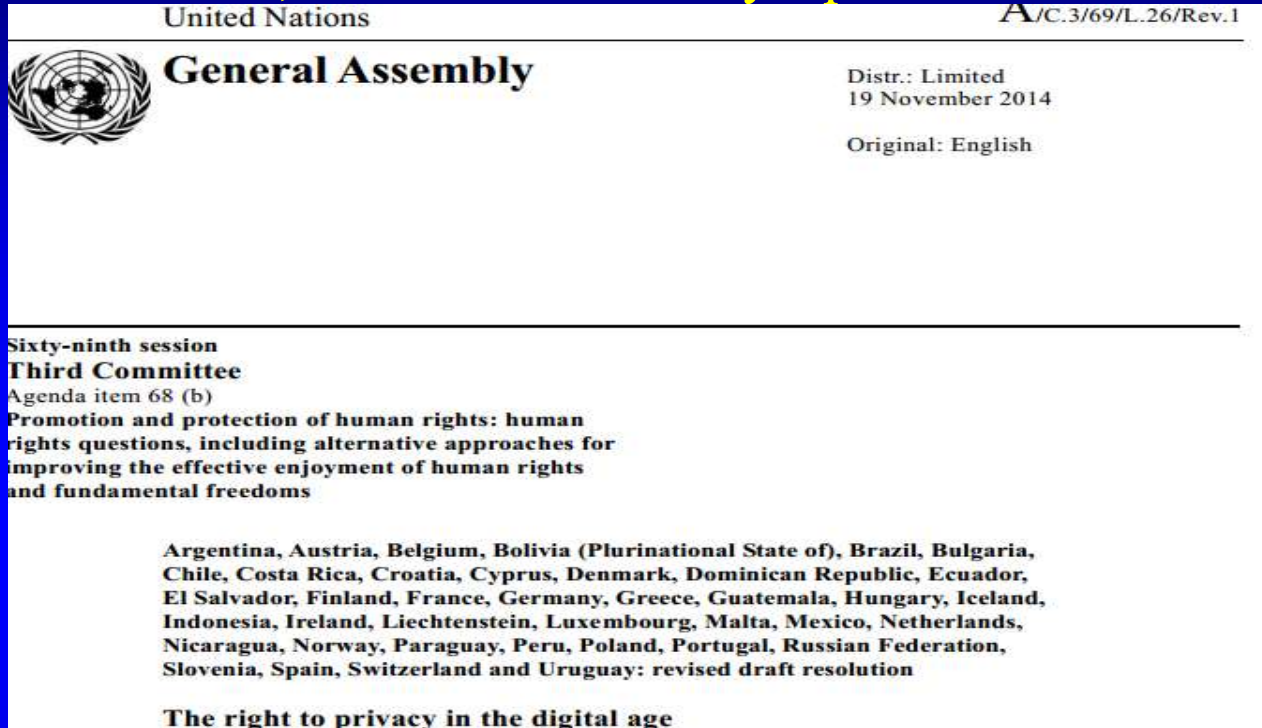 United Nations
A/C.3/69/L.26/Rev.1
General Assembly
Distr.: Limited
19 November 2014
Original: English
Sixty-ninth session
Third Committee
Agenda item 68 (b)
Promotion and protection of human rights: human
rights questions, including alternative approaches for
improving the effective enjoyment of human rights
and fundamental freedoms
Argentina, Austria, Belgium, Bolivia (Plurinational State of), Brazil, Bulgaria,
Chile, Costa Rica, Croatia, Cyprus, Denmark, Dominican Republic, Ecuador,
El Salvador, Finland, France, Germany, Greece, Guatemala, Hungary, Iceland,
Indonesia, Ireland, Liechtenstein, Luxembourg, Malta, Mexico, Netherlands,
Nicaragua, Norway, Paraguay, Peru, Poland, Portugal, Russian Federation,
Slovenia, Spain, Switzerland and Uruguay: revised draft resolution
The right to privacy in the digital age